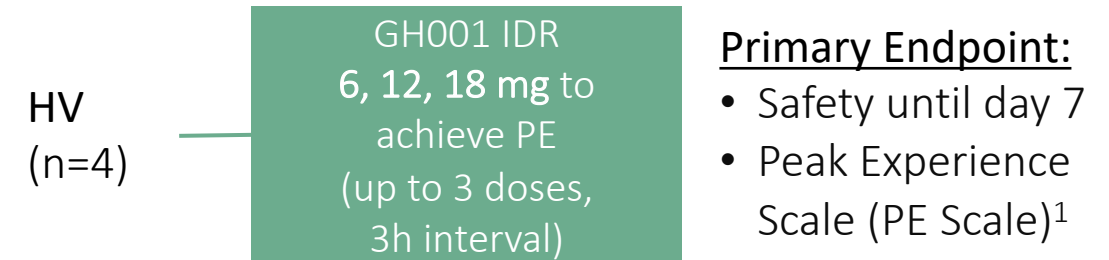 HV
(n=4)
GH001 IDR
6, 12, 18 mg to
achieve PE
(up to 3 doses,
3h interval)
Primary Endpoint:
• Safety until day 7
• Peak Experience
Scale (PE Scale)¹